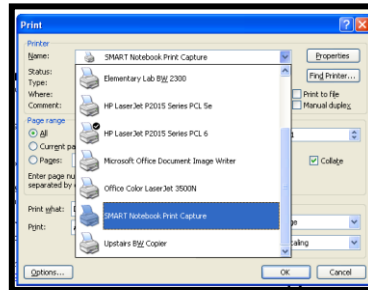 Print
Printer
Name: SMART Notebook Print Capture Properties
Status: Elementary Lab BW 2300 Find Printer...
Type:
Where: HP LaserJet P2015 Series PCL 5e Print to file
Comment: Manual duplex
Page range
All HP LaserJet P2015 Series PCL 6 1
Current pa
Pages: Microsoft Office Document Image Writer Collate
Enter page nu
separated by Office Color LaserJet 3500N
Print what: SMART Notebook Print Capture ge
Print: Upstairs BW Copier caling
Options... OK Cancel